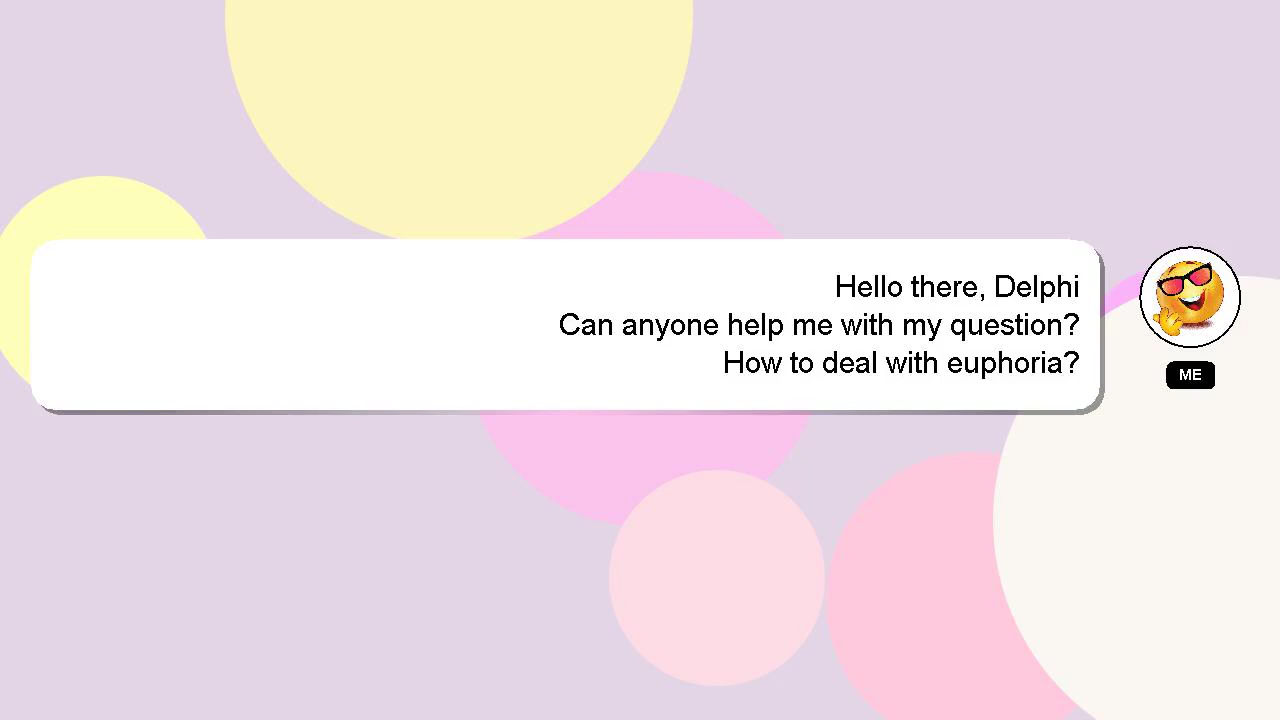 Hello there, Delphi
Can anyone help me with my question?
How to deal with euphoria?
ME